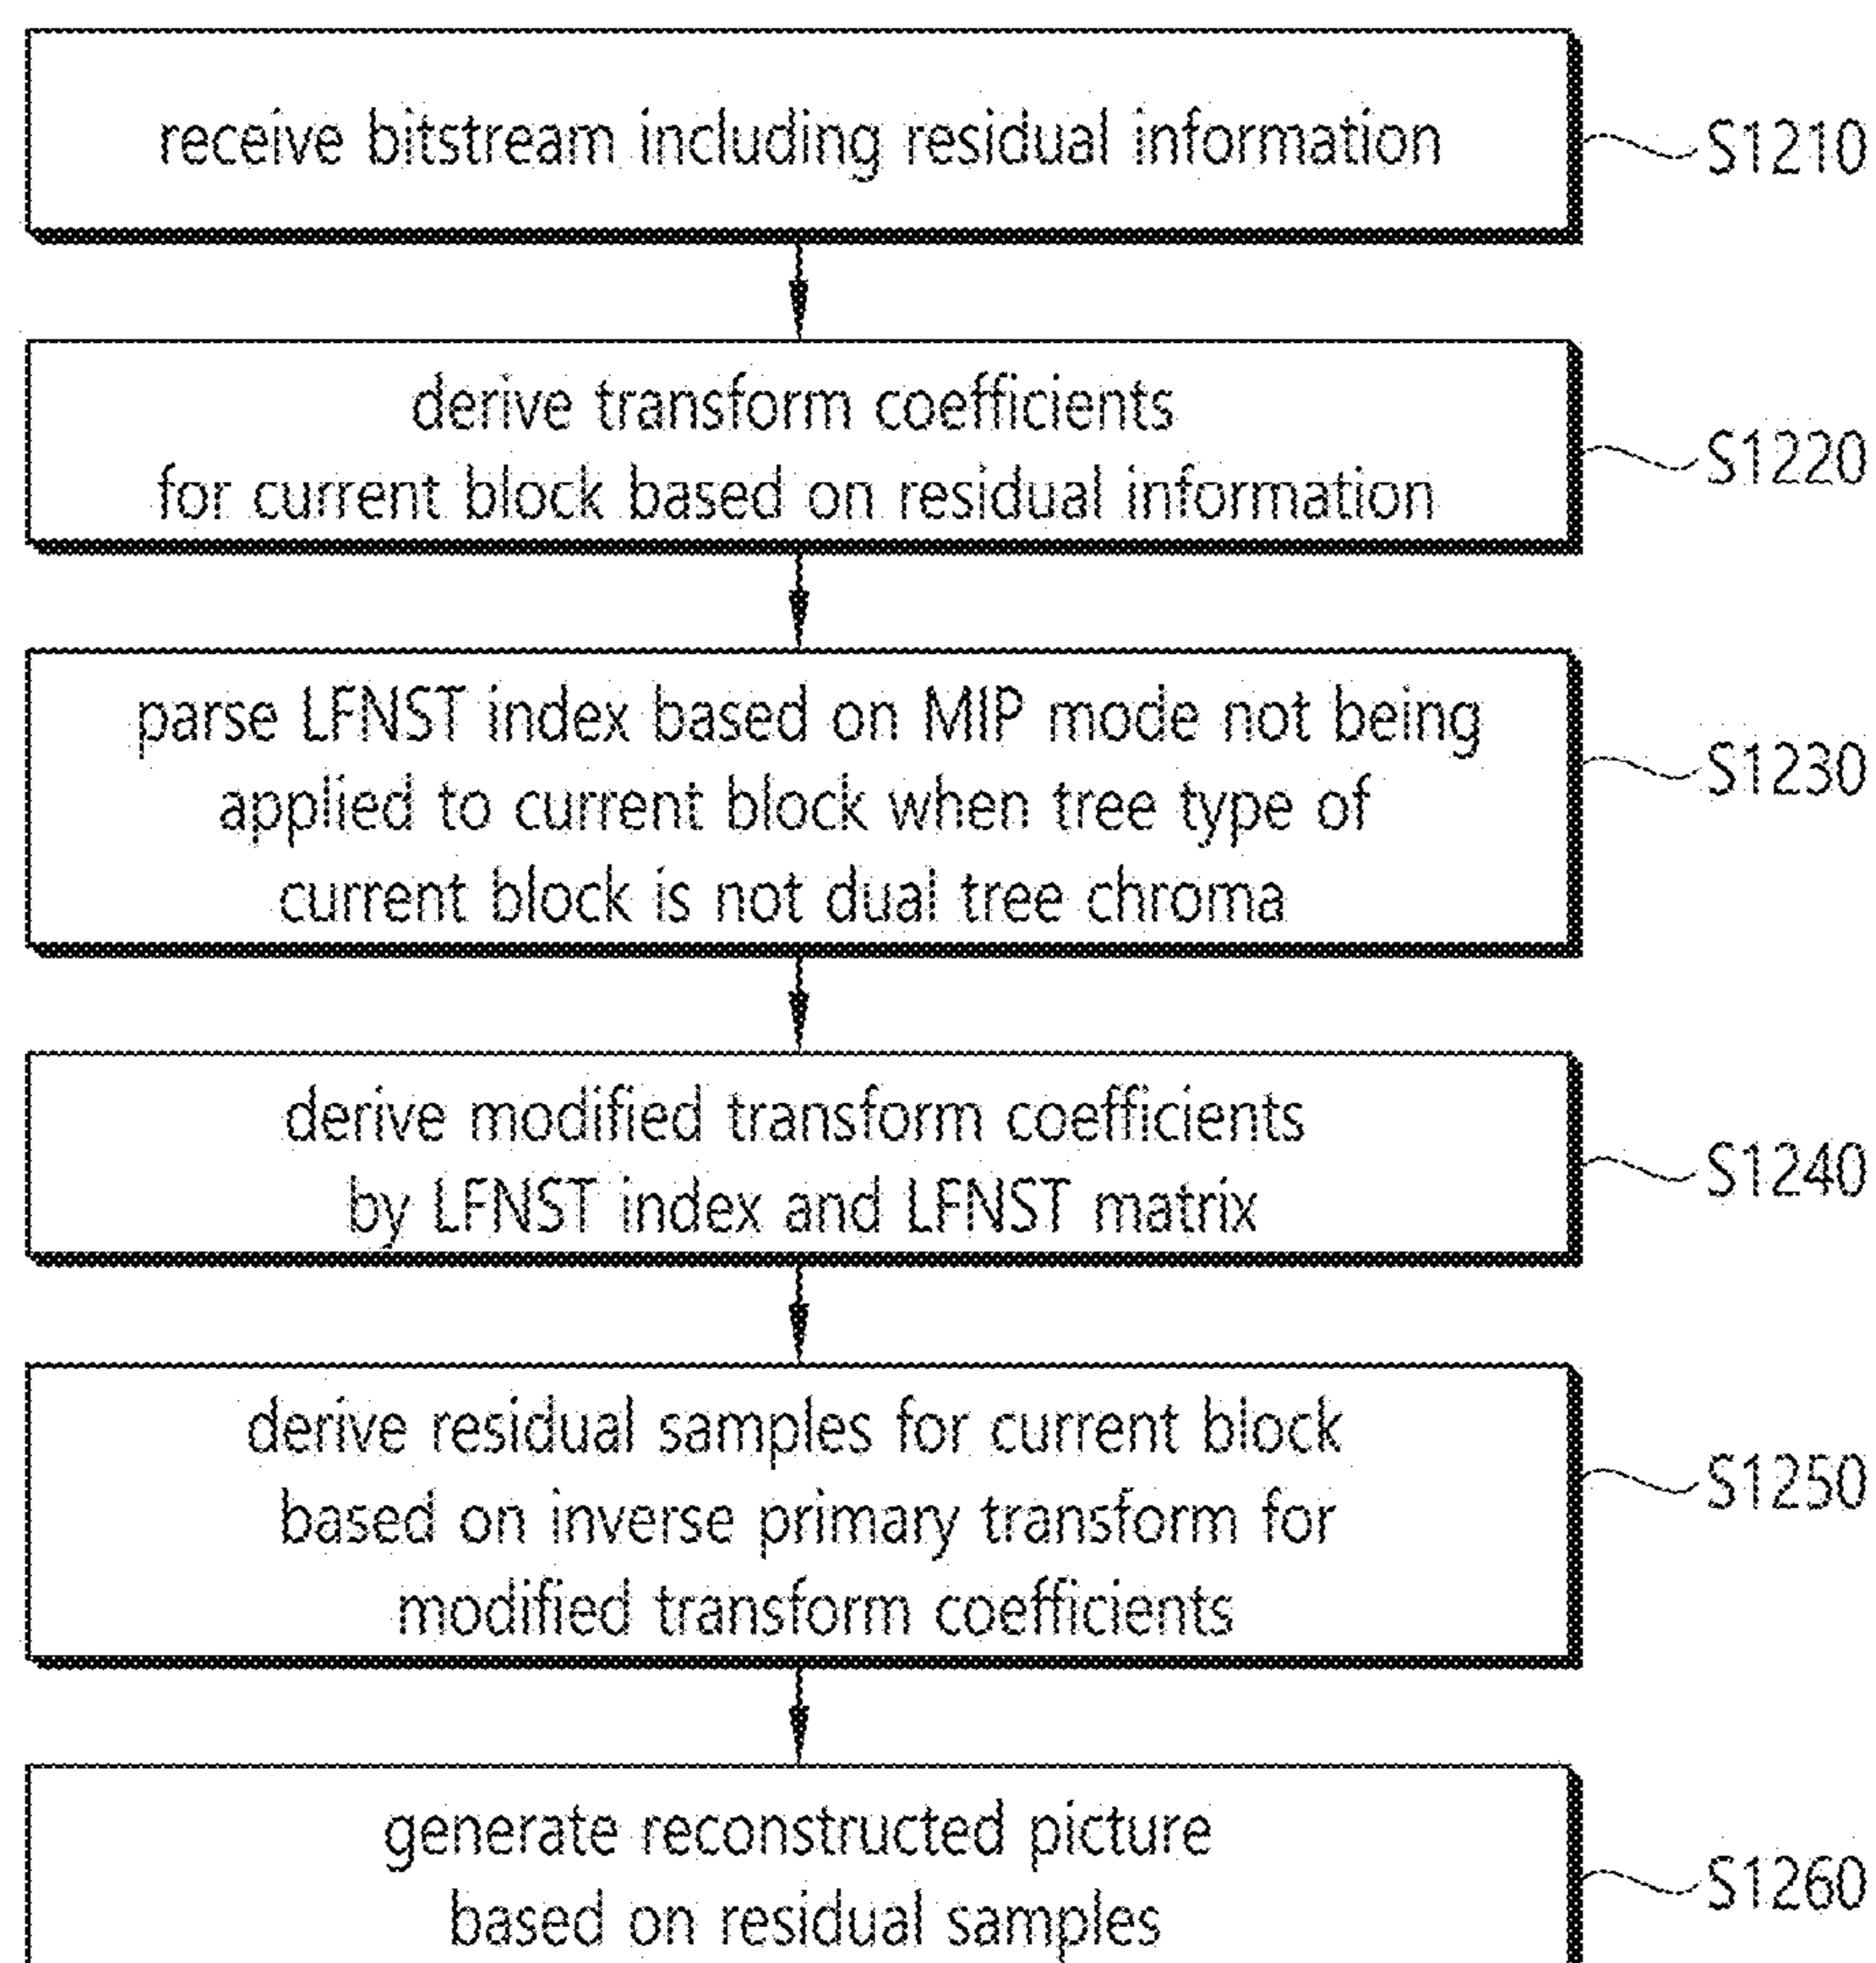 receive bitstream including residual information
S1210
derive transform coefficients
for current block based on residual information
S1220
parse LFNST index based on MIP mode not being
applied to current block when tree type of
current block is not dual tree chroma
S1230
derive modified transform coefficients
by LFNST index and LFNST matrix
S1240
derive residual samples for current block
based on inverse primary transform for
modified transform coefficients
S1250
generate reconstructed picture
based on residual samples
S1260